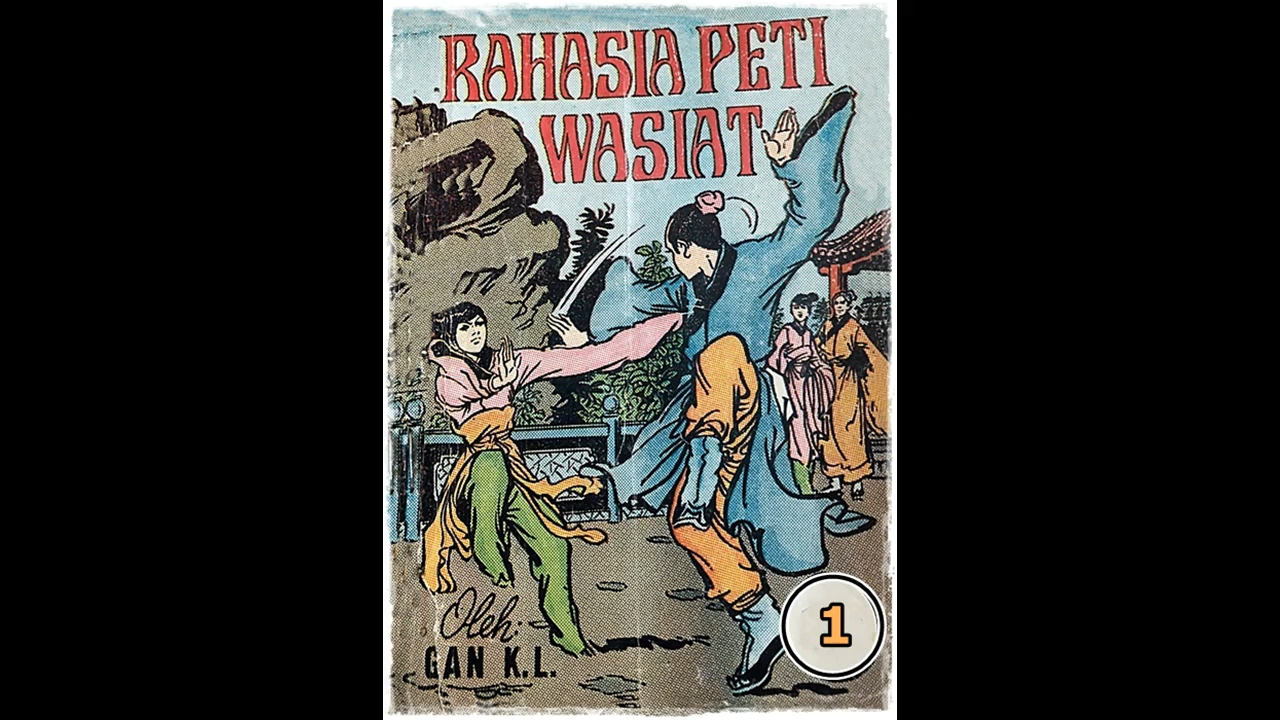 RAHASIA PETI
WASIAT
Oleh:
GAN K.L.
1